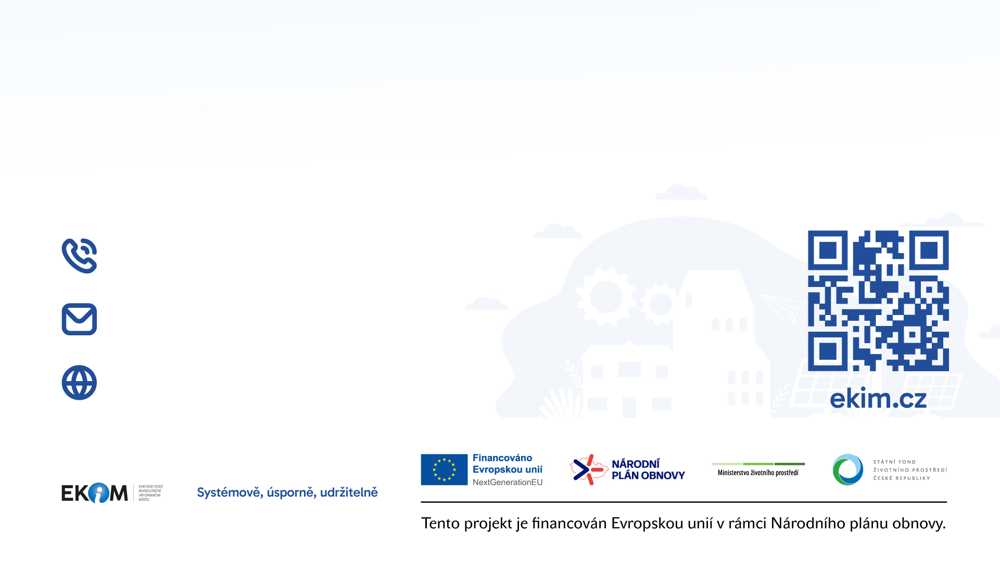 ekim.cz
Financováno
Evropskou unií
NextGenerationEU
NÁRODNÍ
PLÁN OBNOVY
Ministerstvo životního prostředí
STÁTNÍ FOND
ŽIVOTNÍHO PROSTŘEDÍ
ČESKÉ REPUBLIKY
EKiM
ENERGETICKÉ
KONZULTAČNÍ
INFORMAČNÍ
MÍSTO
Systémově, úsporně, udržitelně
Tento projekt je financován Evropskou unií v rámci Národního plánu obnovy.